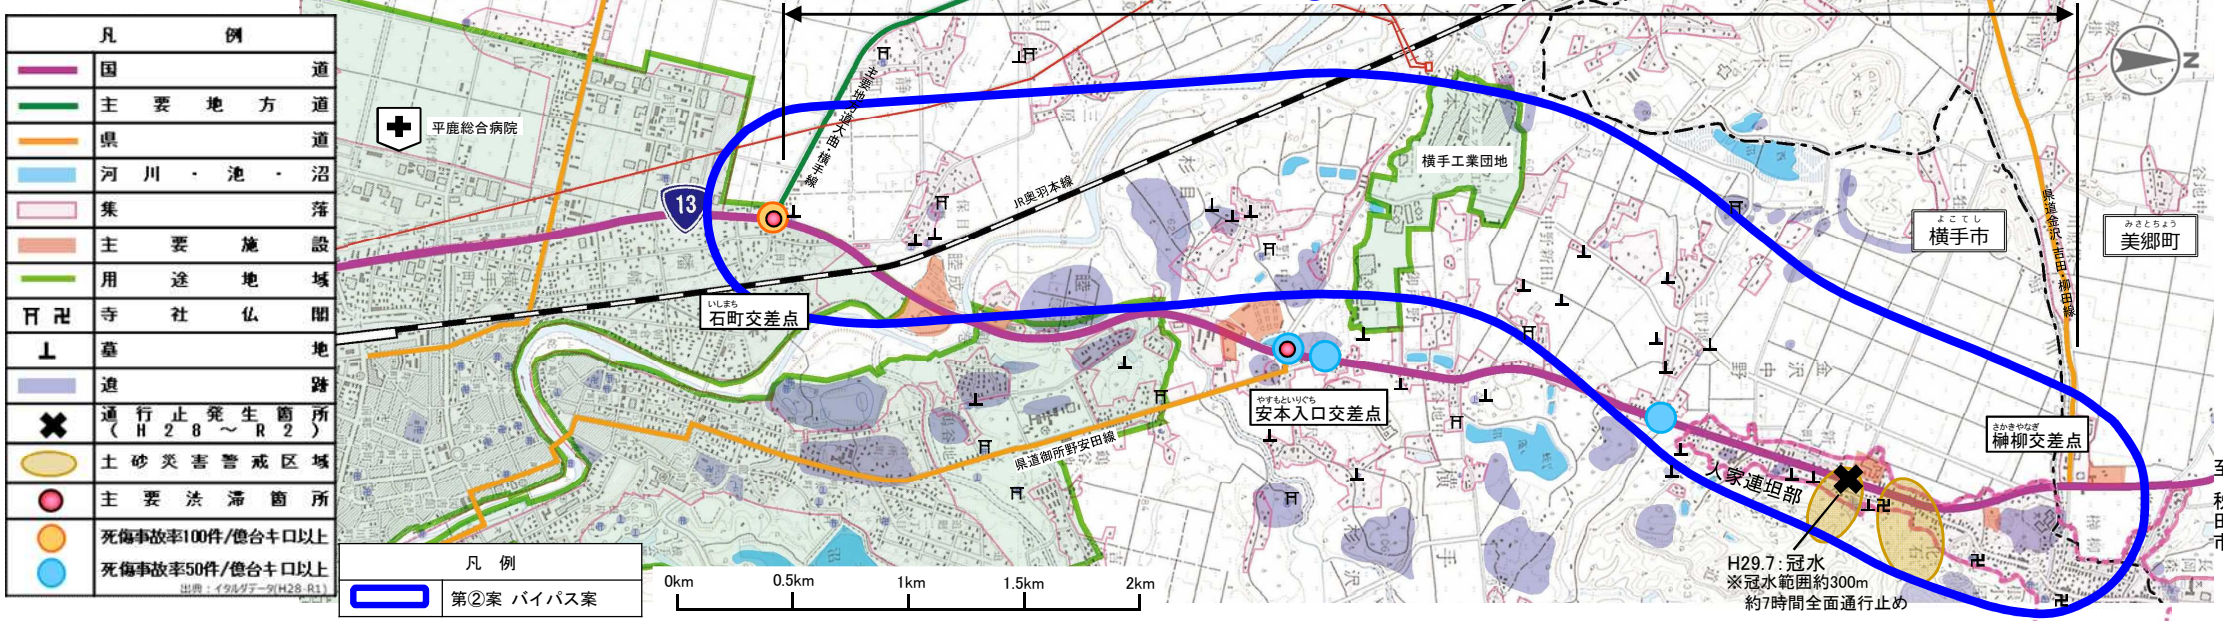 凡例
国道
主要地方道
県道
河川・池・沼
集落
主要施設
用途地域
寺社仏閣
墓地
遺跡
通行止発生箇所
(H28～R2)
土砂災害警戒区域
主要渋滞箇所
死傷事故率100件/億台キロ以上
死傷事故率50件/億台キロ以上
出典：イタルダデータ(H28-R1)
平鹿総合病院
13
主要地方道大曲・横手線
JR奥羽本線
いしまち
石町交差点
横手工業団地
やすもといりぐち
安本入口交差点
県道御所野安田線
よこてし
横手市
みさとちょう
美郷町
県道金沢・吉田・柳田線
さかきやなぎ
榊柳交差点
人家連坦部
至 秋田市
H29.7：冠水
※冠水範囲約300m
約7時間全面通行止め
N
凡例
第②案 バイパス案
0km 0.5km 1km 1.5km 2km